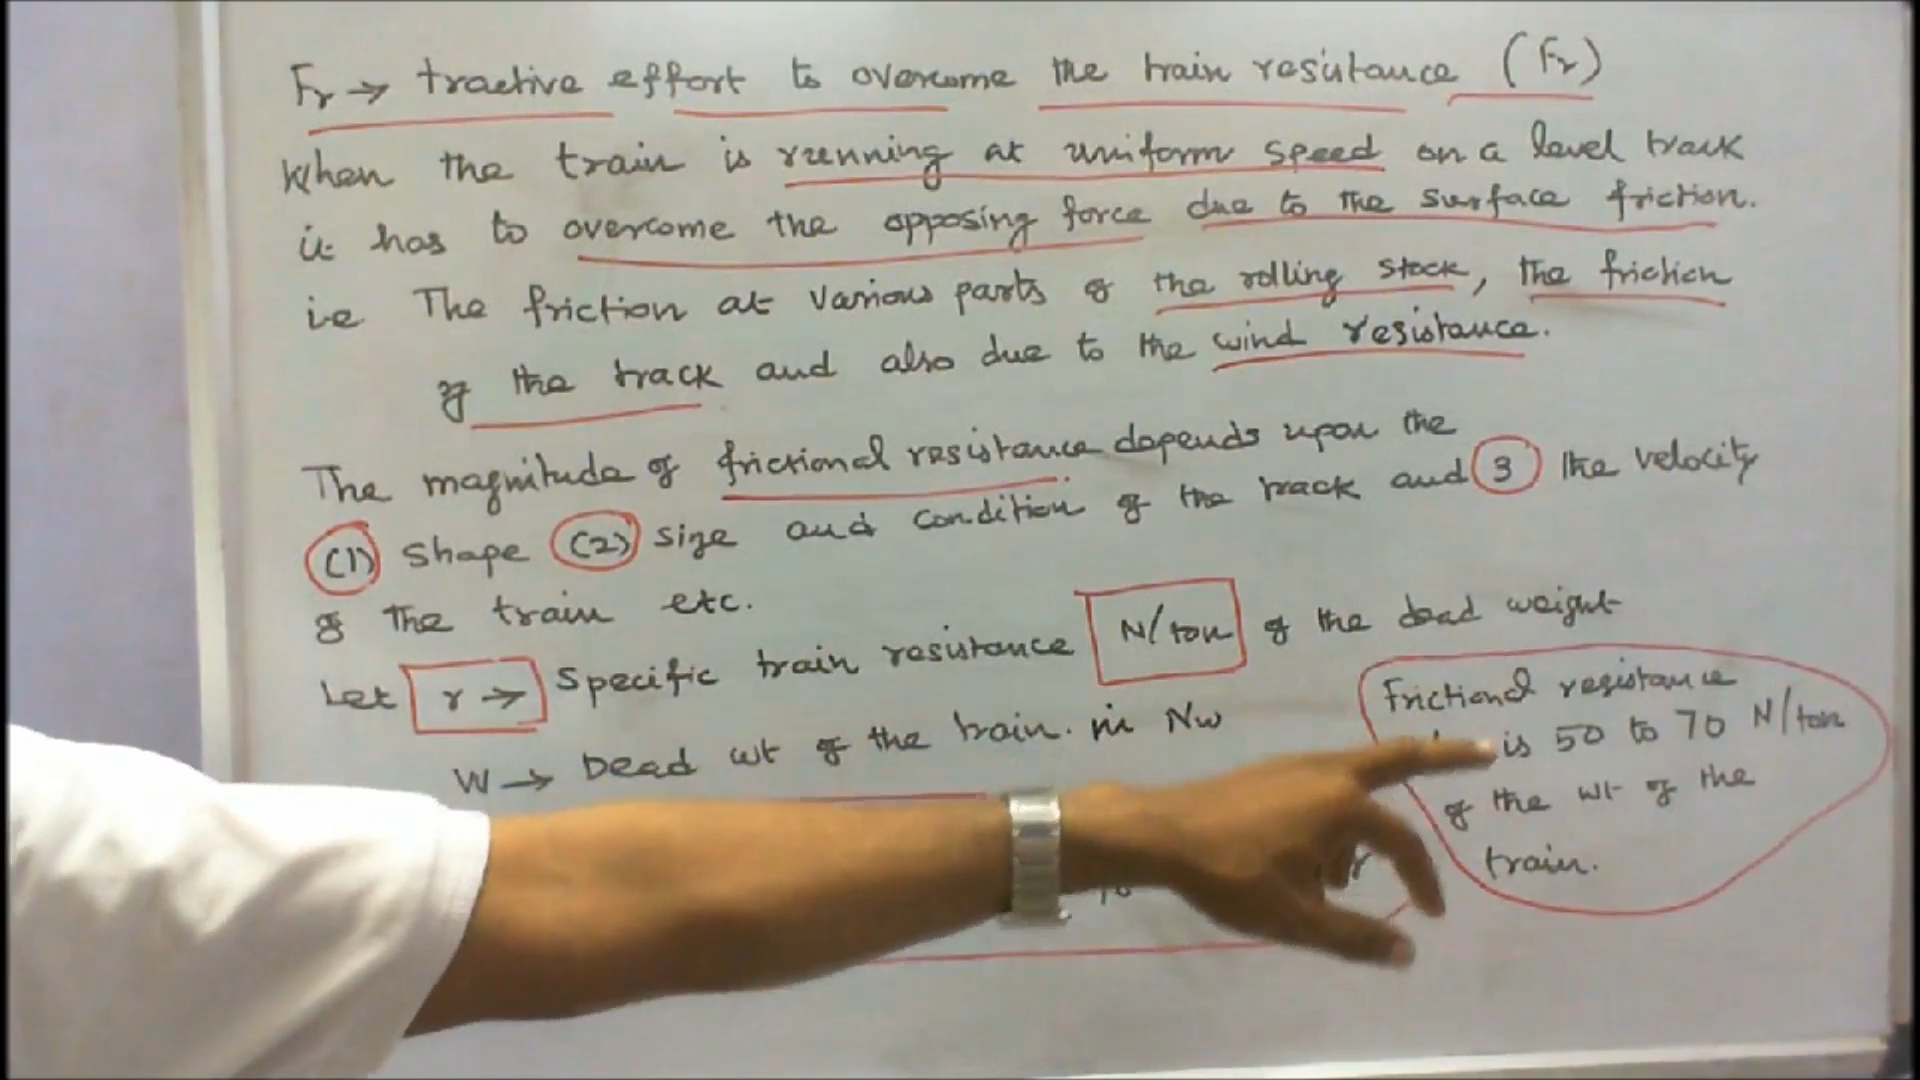 Fr → tractive effort to overcome the train resistance (Fr)
When the train is running at uniform speed on a level track
it has to overcome the opposing force due to the surface friction.
ie The friction at various parts of the rolling stock, the friction
of the track and also due to the wind resistance.
The magnitude of frictional resistance depends upon the
(1) Shape (2) size and condition of the track and 3 the velocity
of the train etc.
Let r → Specific train resistance N/ton of the dead weight
W → Dead wt of the train. in Nw
Frictional resistance
is 50 to 70 N/ton
of the wt of the
train.